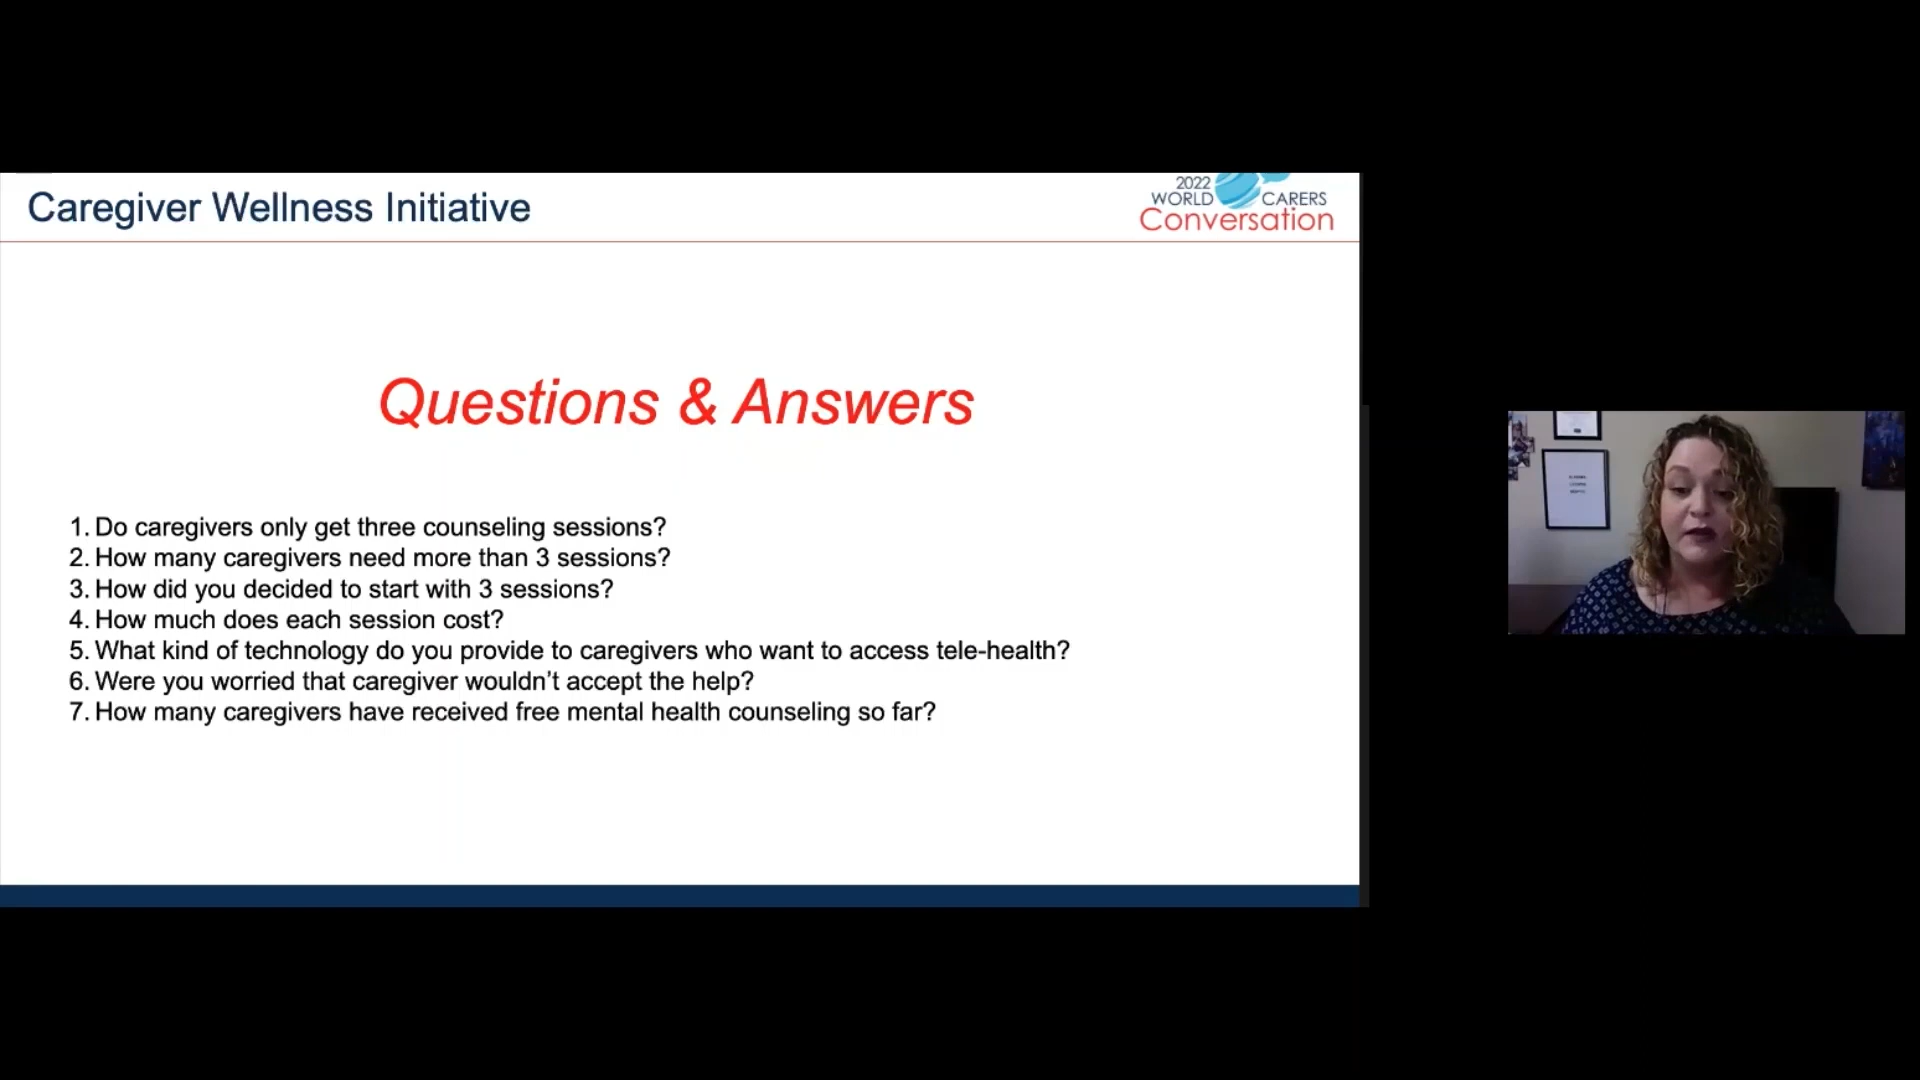 Caregiver Wellness Initiative
2022
WORLD CARERS
Conversation
Questions & Answers
1. Do caregivers only get three counseling sessions?
2. How many caregivers need more than 3 sessions?
3. How did you decided to start with 3 sessions?
4. How much does each session cost?
5. What kind of technology do you provide to caregivers who want to access tele-health?
6. Were you worried that caregiver wouldn’t accept the help?
7. How many caregivers have received free mental health counseling so far?